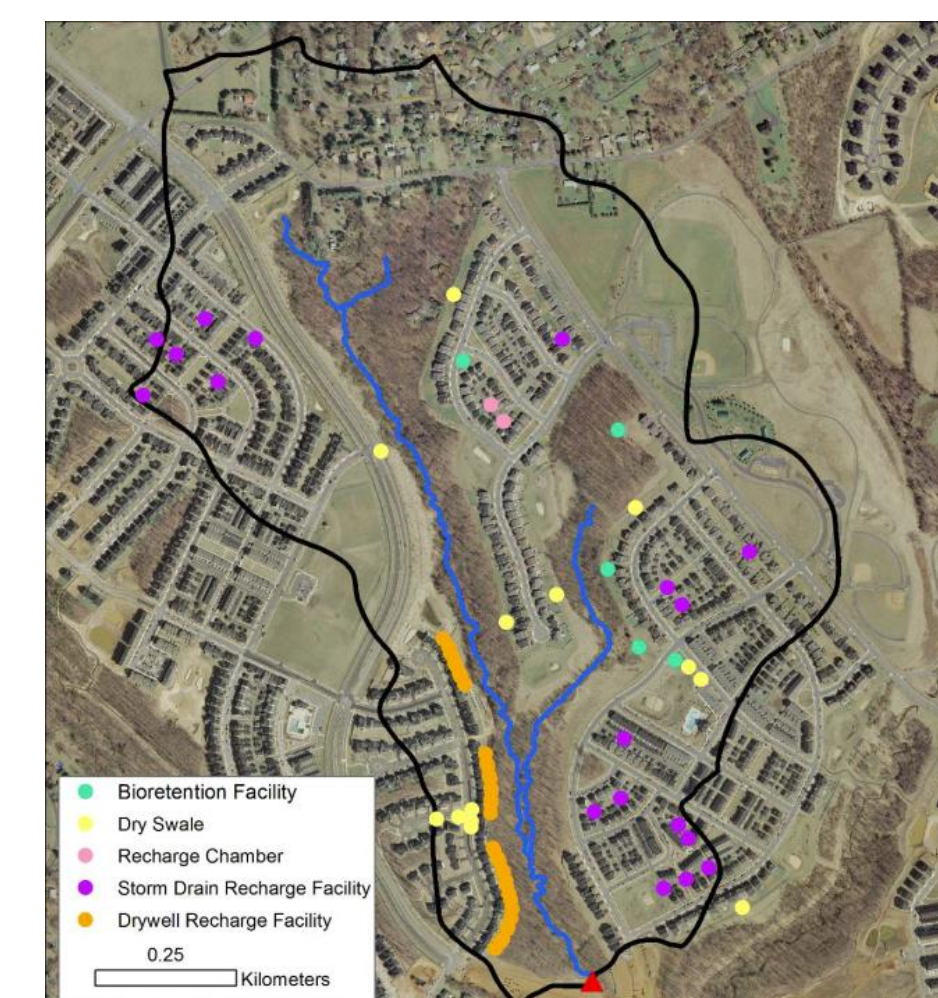 Bioretention Facility
Dry Swale
Recharge Chamber
Storm Drain Recharge Facility
Drywell Recharge Facility
0.25
Kilometers